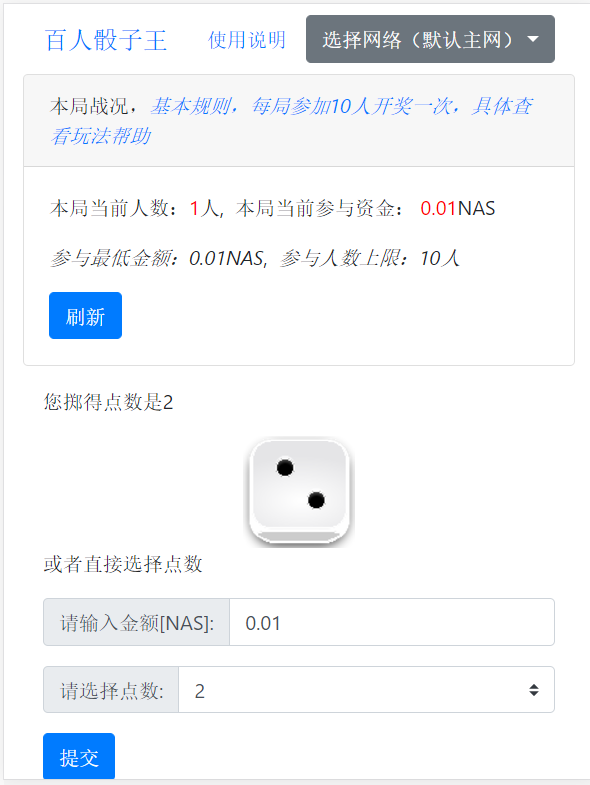 百人骰子王 使用说明 选择网络（默认主网）
本局战况，基本规则，每局参加10人开奖一次，具体查
看玩法帮助
本局当前人数：1人, 本局当前参与资金： 0.01NAS
参与最低金额：0.01NAS, 参与人数上限：10人
刷新
您掷得点数是2
或者直接选择点数
请输入金额[NAS]: 0.01
请选择点数: 2
提交